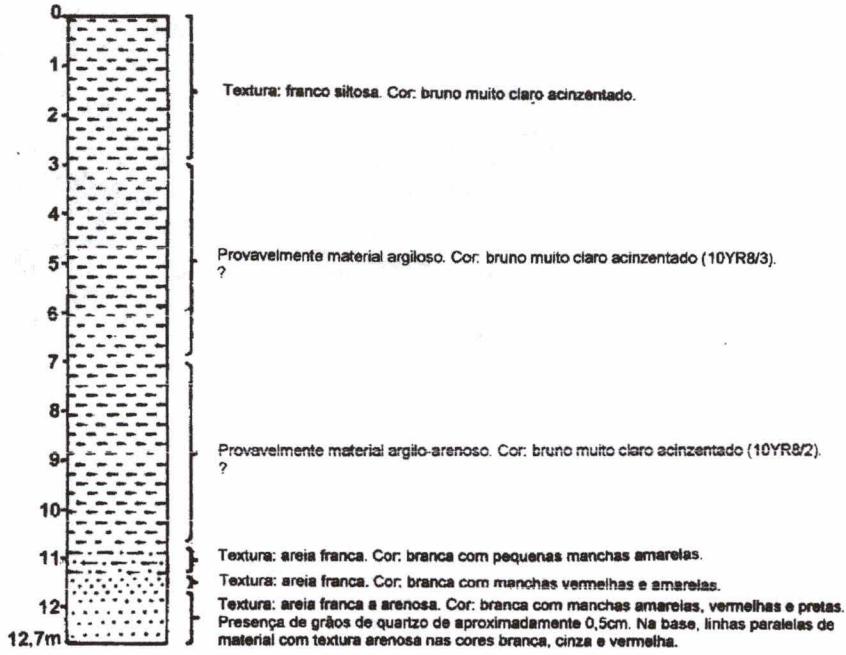 0
1
Textura: franco siltosa. Cor: bruno muito claro acinzentado.
2
3
4
Provavelmente material argiloso. Cor: bruno muito claro acinzentado (10YR8/3).
5
?
6
7
8
Provavelmente material argilo-arenoso. Cor: bruno muito claro acinzentado (10YR8/2).
9
?
10
11
Textura: areia franca. Cor: branca com pequenas manchas amarelas.
Textura: areia franca. Cor: branca com manchas vermelhas e amarelas.
12
Textura: areia franca a arenosa. Cor: branca com manchas amarelas, vermelhas e pretas.
Presença de grãos de quartzo de aproximadamente 0,5cm. Na base, linhas paralelas de
12,7m
material com textura arenosa nas cores branca, cinza e vermelha.